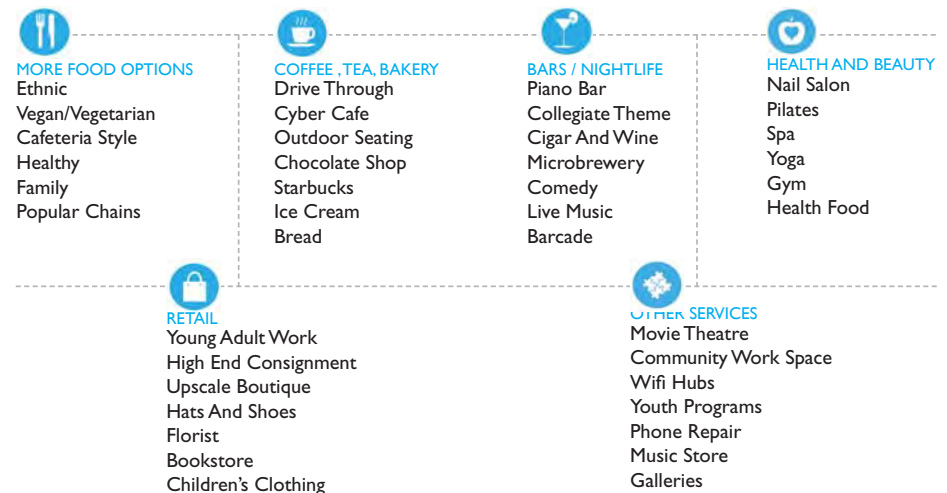 MORE FOOD OPTIONS
Ethnic
Vegan/Vegetarian
Cafeteria Style
Healthy
Family
Popular Chains
COFFEE , TEA, BAKERY
Drive Through
Cyber Cafe
Outdoor Seating
Chocolate Shop
Starbucks
Ice Cream
Bread
BARS / NIGHTLIFE
Piano Bar
Collegiate Theme
Cigar And Wine
Microbrewery
Comedy
Live Music
Barcade
HEALTH AND BEAUTY
Nail Salon
Pilates
Spa
Yoga
Gym
Health Food
RETAIL
Young Adult Work
High End Consignment
Upscale Boutique
Hats And Shoes
Florist
Bookstore
Children's Clothing
OTHER SERVICES
Movie Theatre
Community Work Space
Wifi Hubs
Youth Programs
Phone Repair
Music Store
Galleries